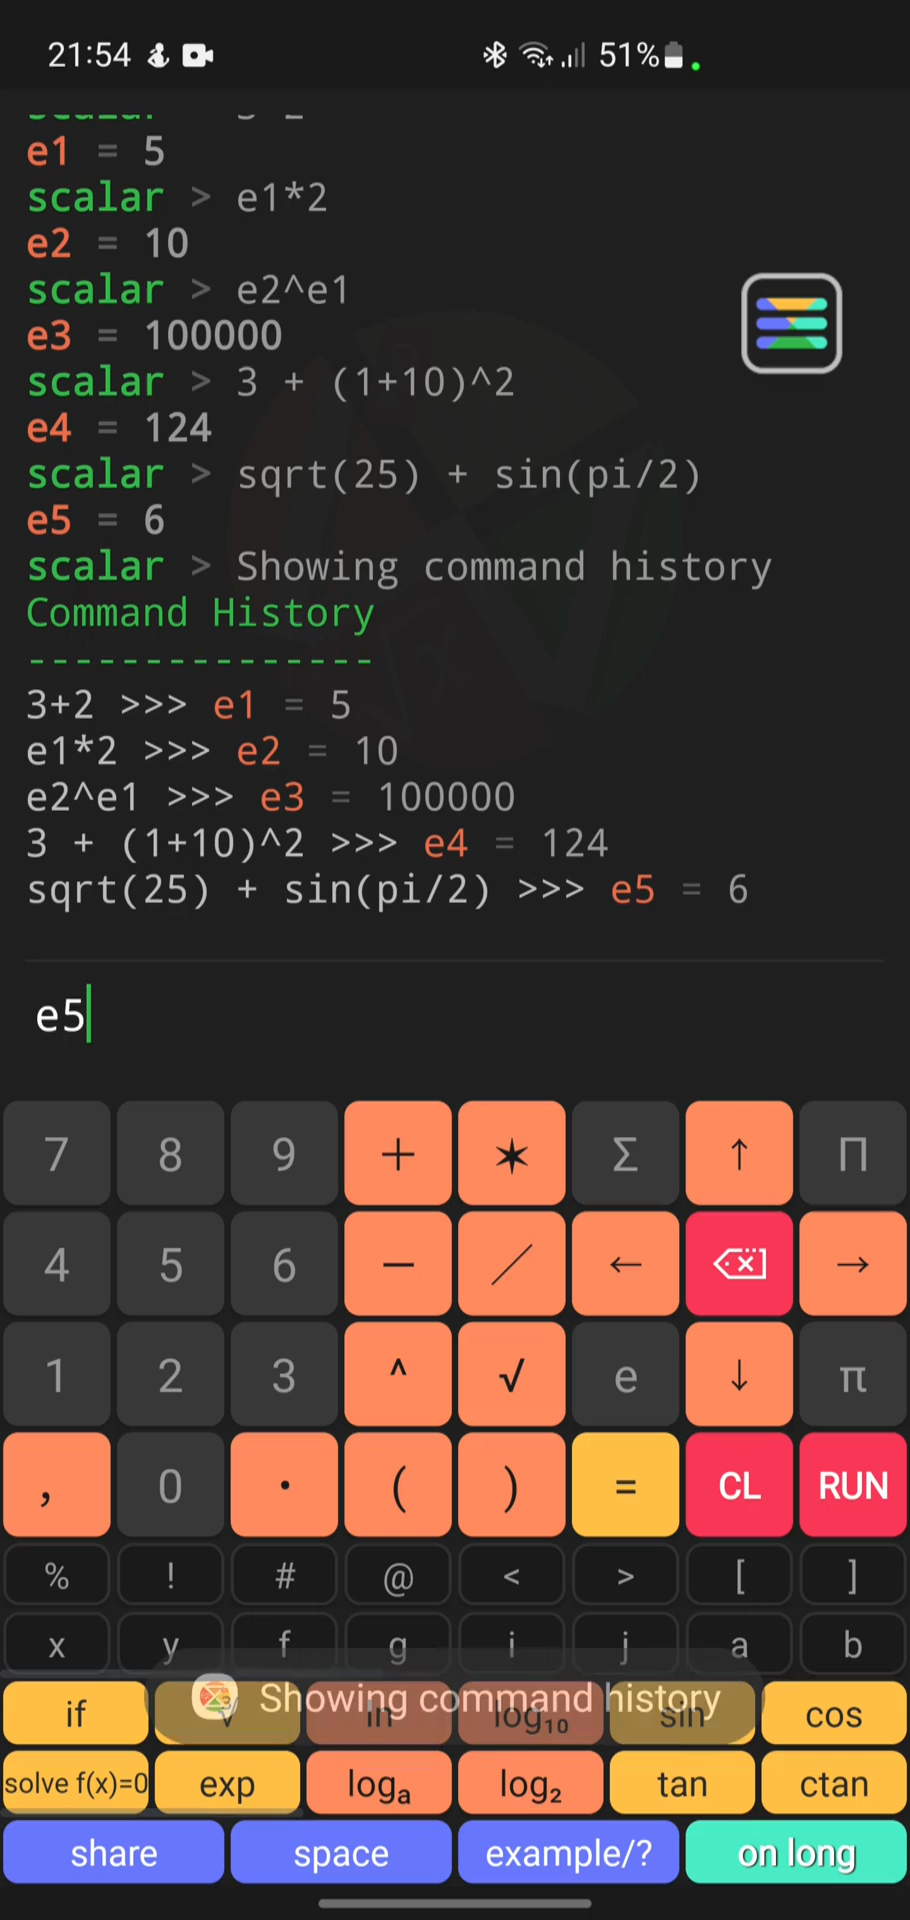 21:54 51%
scalar
e1 = 5
scalar > e1*2
e2 = 10
scalar > e2^e1
e3 = 100000
scalar > 3 + (1+10)^2
e4 = 124
scalar > sqrt(25) + sin(pi/2)
e5 = 6
scalar > Showing command history
Command History
---------------
3+2 >>> e1 = 5
e1*2 >>> e2 = 10
e2^e1 >>> e3 = 100000
3 + (1+10)^2 >>> e4 = 124
sqrt(25) + sin(pi/2) >>> e5 = 6
e5
7 8 9 + * Σ ↑ Π
4 5 6 − / ← →
1 2 3 ^ √ e ↓ π
, 0 . ( ) = CL RUN
% ! # @ < > [ ]
x y f g i j a b
if ln log₁₀ sin cos
Showing command history
solve f(x)=0 exp logₐ log₂ tan ctan
share space example/? on long